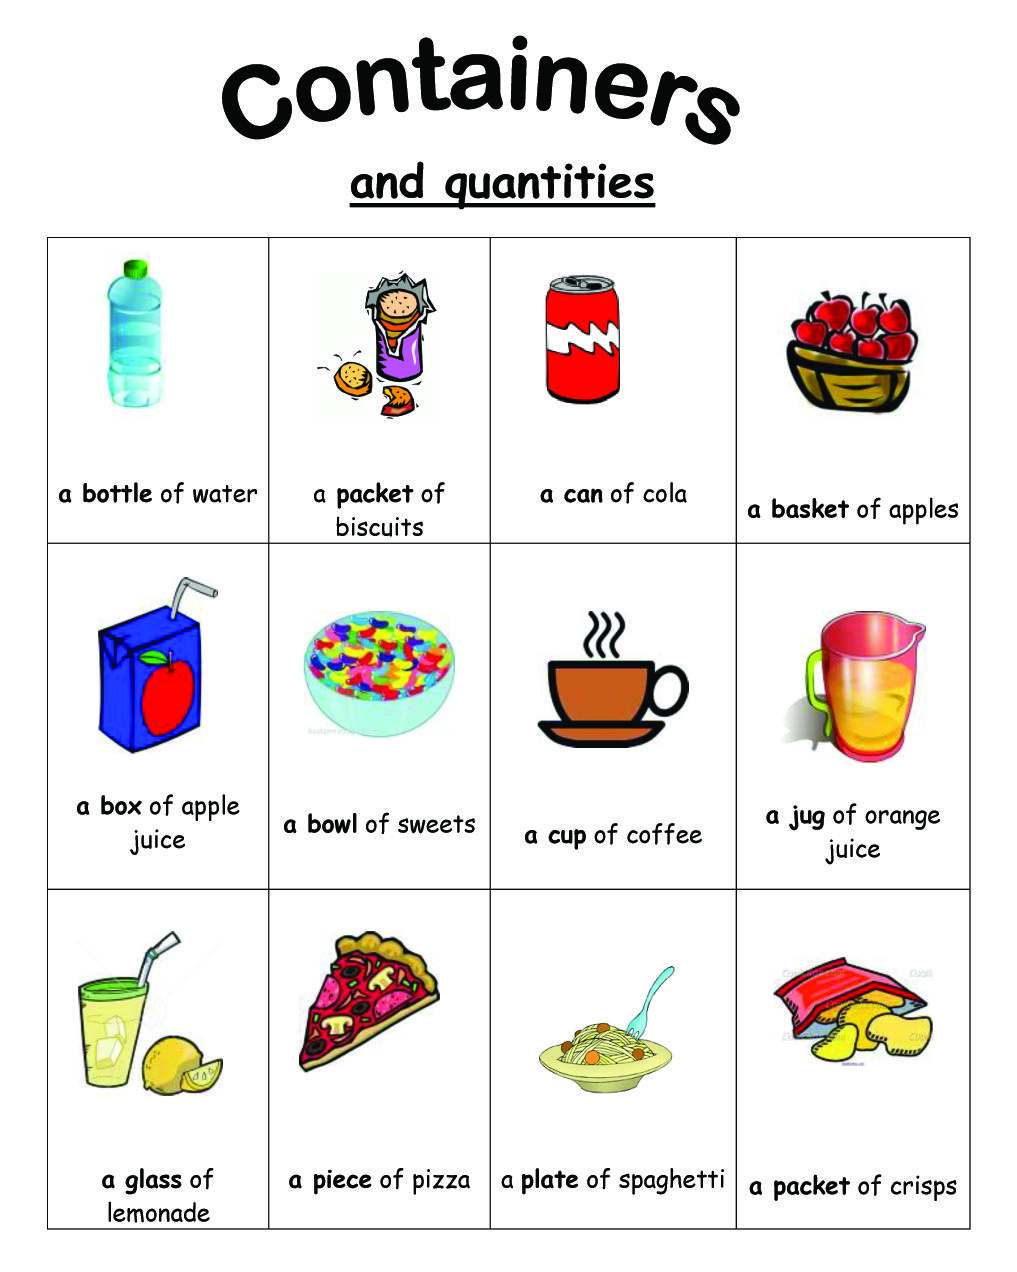 Containers
and quantities
a bottle of water
a packet of
biscuits
a can of cola
a basket of apples
a box of apple
juice
a bowl of sweets
a cup of coffee
a jug of orange
juice
a glass of
lemonade
a piece of pizza
a plate of spaghetti
a packet of crisps